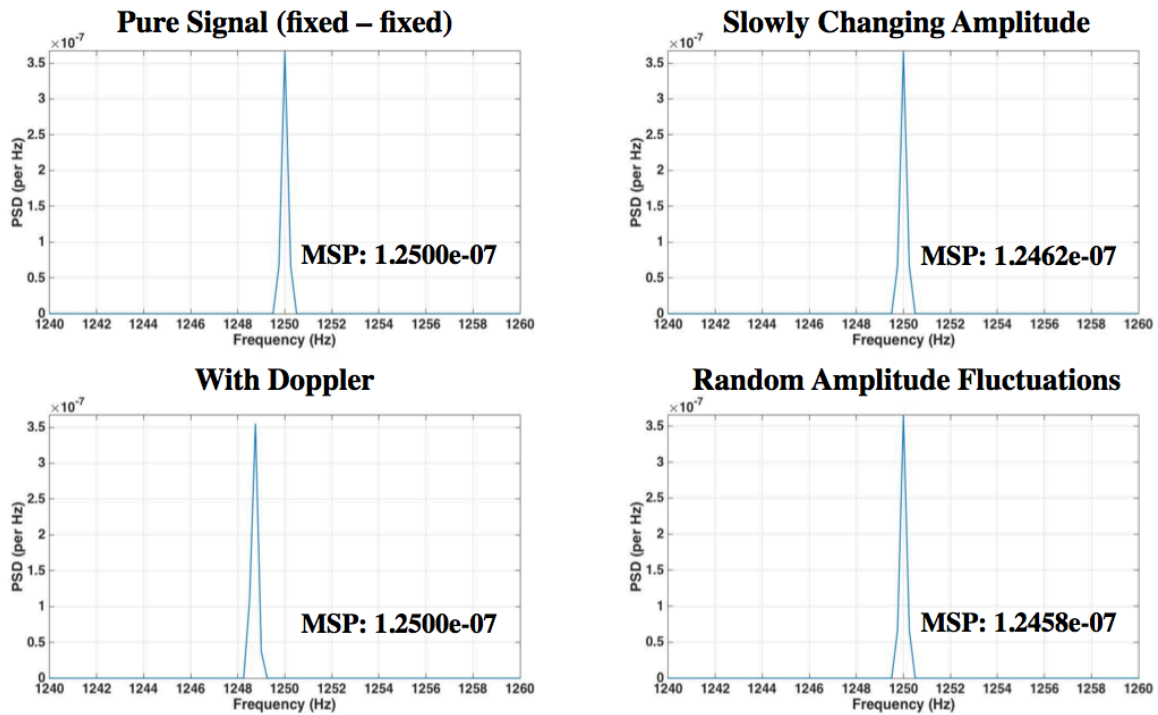 Pure Signal (fixed – fixed)
×10-7
3.5
3
2.5
2
1.5
1
0.5
0
PSD (per Hz)
MSP: 1.2500e-07
1240 1242 1244 1246 1248 1250 1252 1254 1256 1258 1260
Frequency (Hz)
Slowly Changing Amplitude
×10-7
3.5
3
2.5
2
1.5
1
0.5
0
PSD (per Hz)
MSP: 1.2462e-07
1240 1242 1244 1246 1248 1250 1252 1254 1256 1258 1260
Frequency (Hz)
With Doppler
×10-7
3.5
3
2.5
2
1.5
1
0.5
0
PSD (per Hz)
MSP: 1.2500e-07
1240 1242 1244 1246 1248 1250 1252 1254 1256 1258 1260
Frequency (Hz)
Random Amplitude Fluctuations
×10-7
3.5
3
2.5
2
1.5
1
0.5
0
PSD (per Hz)
MSP: 1.2458e-07
1240 1242 1244 1246 1248 1250 1252 1254 1256 1258 1260
Frequency (Hz)